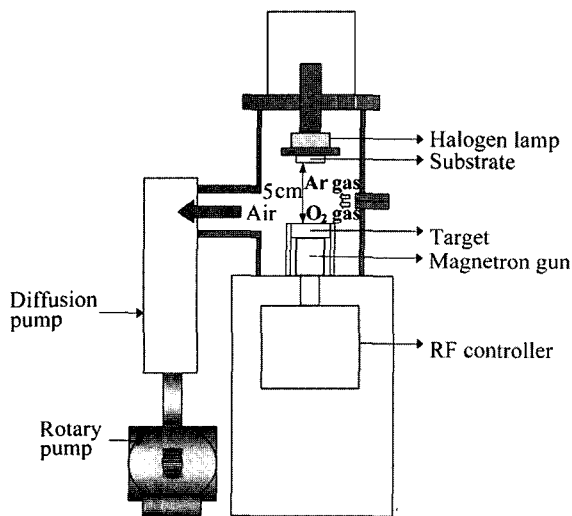 Halogen lamp
Substrate
5cm
Ar gas
Air
O₂ gas
Target
Magnetron gun
Diffusion
pump
RF controller
Rotary
pump